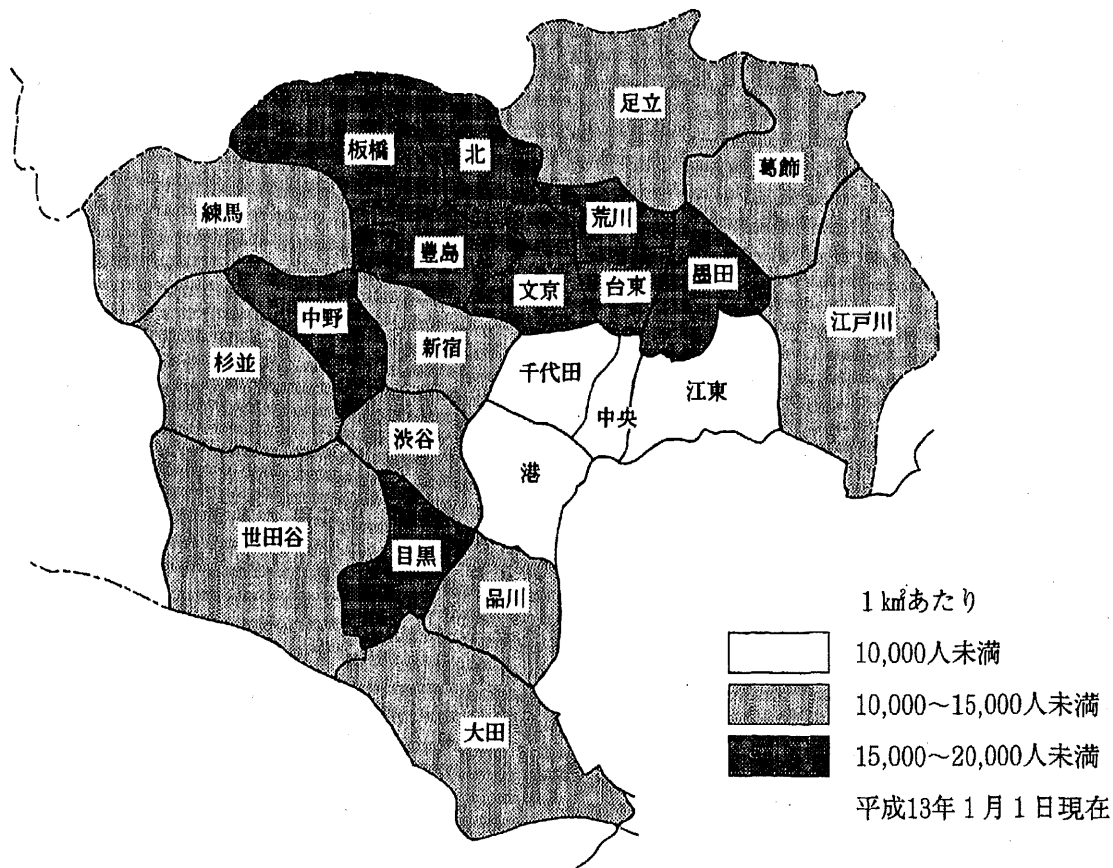 足立
板橋
北
葛飾
練馬
荒川
豊島
墨田
文京
台東
中野
江戸川
新宿
杉並
千代田
江東
中央
渋谷
港
世田谷
目黒
品川
大田
1㎢あたり
10,000人未満
10,000～15,000人未満
15,000～20,000人未満
平成13年1月1日現在